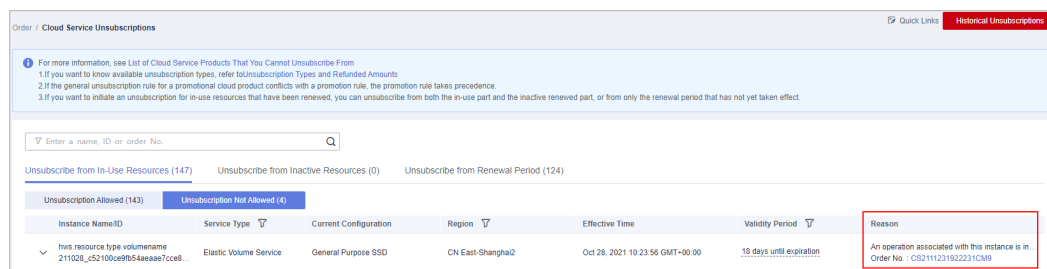 Order / Cloud Service Unsubscriptions
Quick Links
Historical Unsubscriptions
For more information, see List of Cloud Service Products That You Cannot Unsubscribe From
1.If you want to know available unsubscription types, refer toUnsubscription Types and Refunded Amounts
2.If the general unsubscription rule for a promotional cloud product conflicts with a promotion rule, the promotion rule takes precedence.
3.If you want to initiate an unsubscription for in-use resources that have been renewed, you can unsubscribe from both the in-use part and the inactive renewed part, or from only the renewal period that has not yet taken effect.
Enter a name, ID or order No.
Unsubscribe from In-Use Resources (147) Unsubscribe from Inactive Resources (0) Unsubscribe from Renewal Period (124)
Unsubscription Allowed (143) Unsubscription Not Allowed (4)
Instance Name/ID Service Type Current Configuration Region Effective Time Validity Period Reason
hws.resource.type.volumename
211028_c52100ce9fb54aeaae7cce8...
Elastic Volume Service General Purpose SSD CN East-Shanghai2 Oct 28, 2021 10:23:56 GMT+00:00 18 days until expiration
An operation associated with this instance is in...
Order No. : CS2111231922231CM9